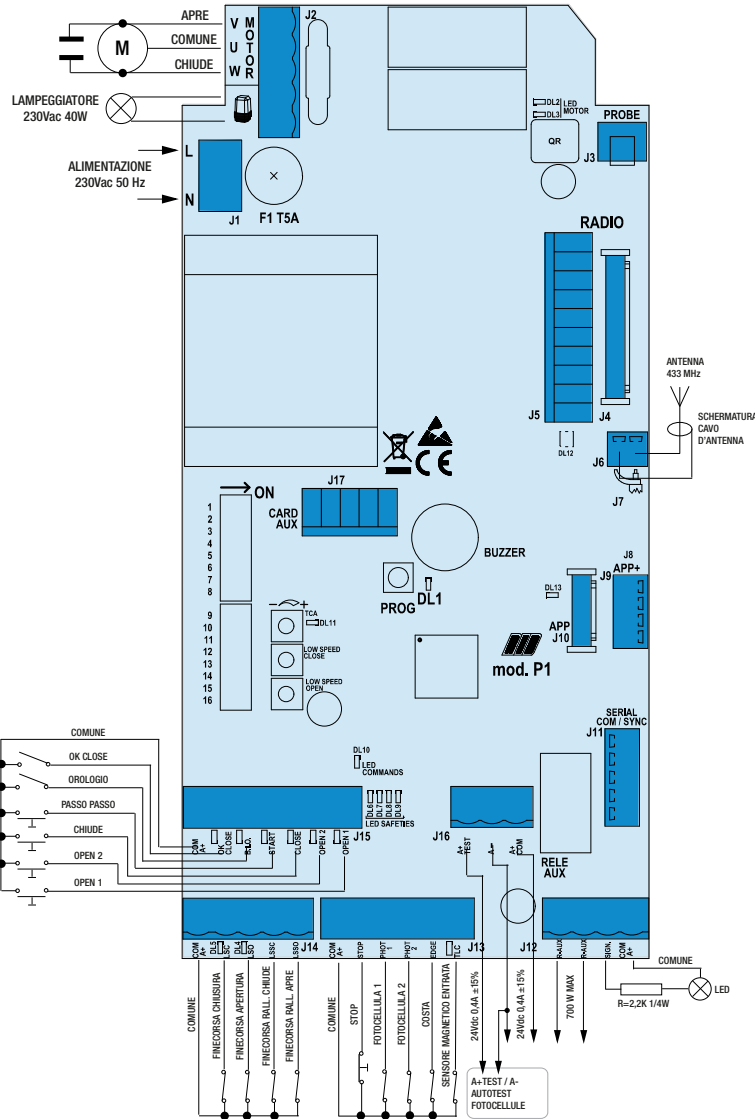 APRE
COMUNE
CHIUDE
M
V
U
W
MOTOR
J2
LAMPEGGIATORE
230Vac 40W
L
ALIMENTAZIONE
230Vac 50 Hz
N
J1
F1 T5A
DL2
DL3
LED
MOTOR
QR
PROBE
J3
RADIO
J5
J4
DL12
ANTENNA
433 MHz
SCHERMATURA
CAVO
D'ANTENNA
J6
J7
CE
ON
1
2
3
4
5
6
7
8
9
10
11
12
13
14
15
16
J17
CARD
AUX
BUZZER
PROG
DL1
− +
TCA
DL11
LOW SPEED
CLOSE
LOW SPEED
OPEN
J8
APP+
J9
DL13
APP
J10
mod. P1
SERIAL
COM / SYNC
J11
DL10
LED
COMMANDS
DL6
DL7
DL8
DL9
LED SAFETIES
COMUNE
OK CLOSE
OROLOGIO
PASSO PASSO
CHIUDE
OPEN 2
OPEN 1
J15
COM
A+
OK
CLOSE
START
CLOSE
OPEN 2
OPEN 1
J16
A+
TEST
A-
A+
COM
RELE
AUX
J14
COM
A+
DL5
LSC
DL4
LSO
LSSC
LSSO
J13
COM
A+
STOP
PHOT 1
PHOT 2
EDGE
TLC
J12
R-AUX
R-AUX
SIGN.
COM
A+
COMUNE
FINECORSA CHIUSURA
FINECORSA APERTURA
FINECORSA RALL. CHIUDE
FINECORSA RALL. APRE
COMUNE
STOP
FOTOCELLULA 1
FOTOCELLULA 2
COSTA
SENSORE MAGNETICO ENTRATA
24Vdc 0,4A ±15%
24Vdc 0,4A ±15%
700 W MAX
COMUNE
R=2,2K 1/4W
LED
A+TEST / A-
AUTOTEST
FOTOCELLULE